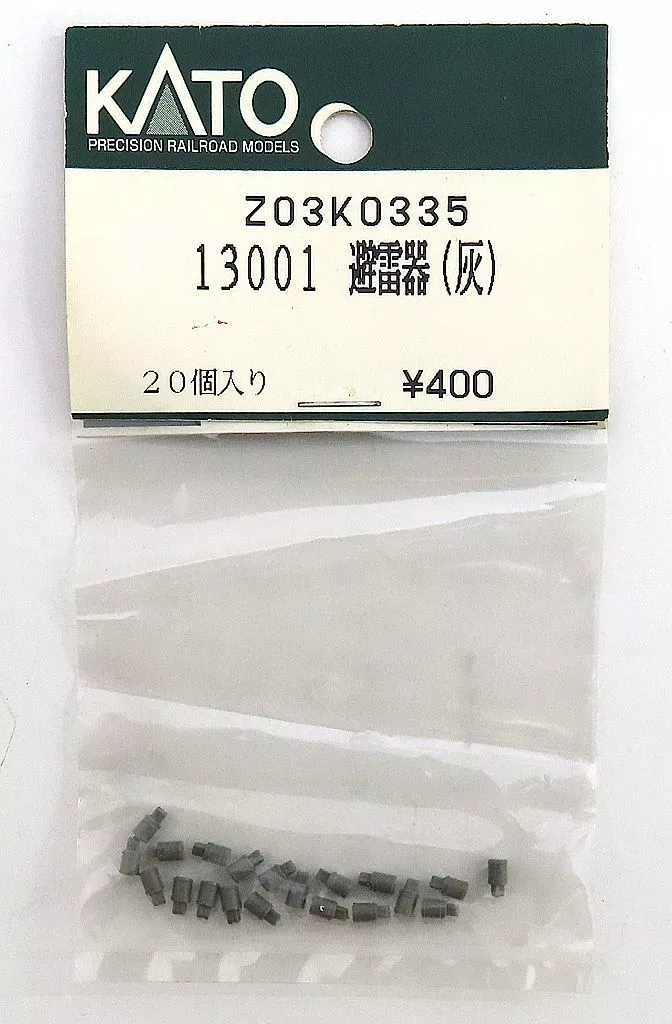 KATO
PRECISION RAILROAD MODELS
Z03K0335
13001 避雷器(灰)
20個入り ¥400